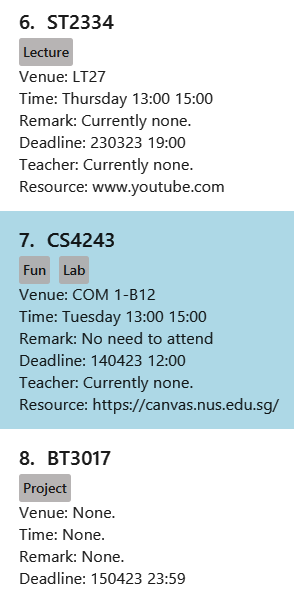 6. ST2334
Lecture
Venue: LT27
Time: Thursday 13:00 15:00
Remark: Currently none.
Deadline: 230323 19:00
Teacher: Currently none.
Resource: www.youtube.com
7. CS4243
Fun Lab
Venue: COM 1-B12
Time: Tuesday 13:00 15:00
Remark: No need to attend
Deadline: 140423 12:00
Teacher: Currently none.
Resource: https://canvas.nus.edu.sg/
8. BT3017
Project
Venue: None.
Time: None.
Remark: None.
Deadline: 150423 23:59